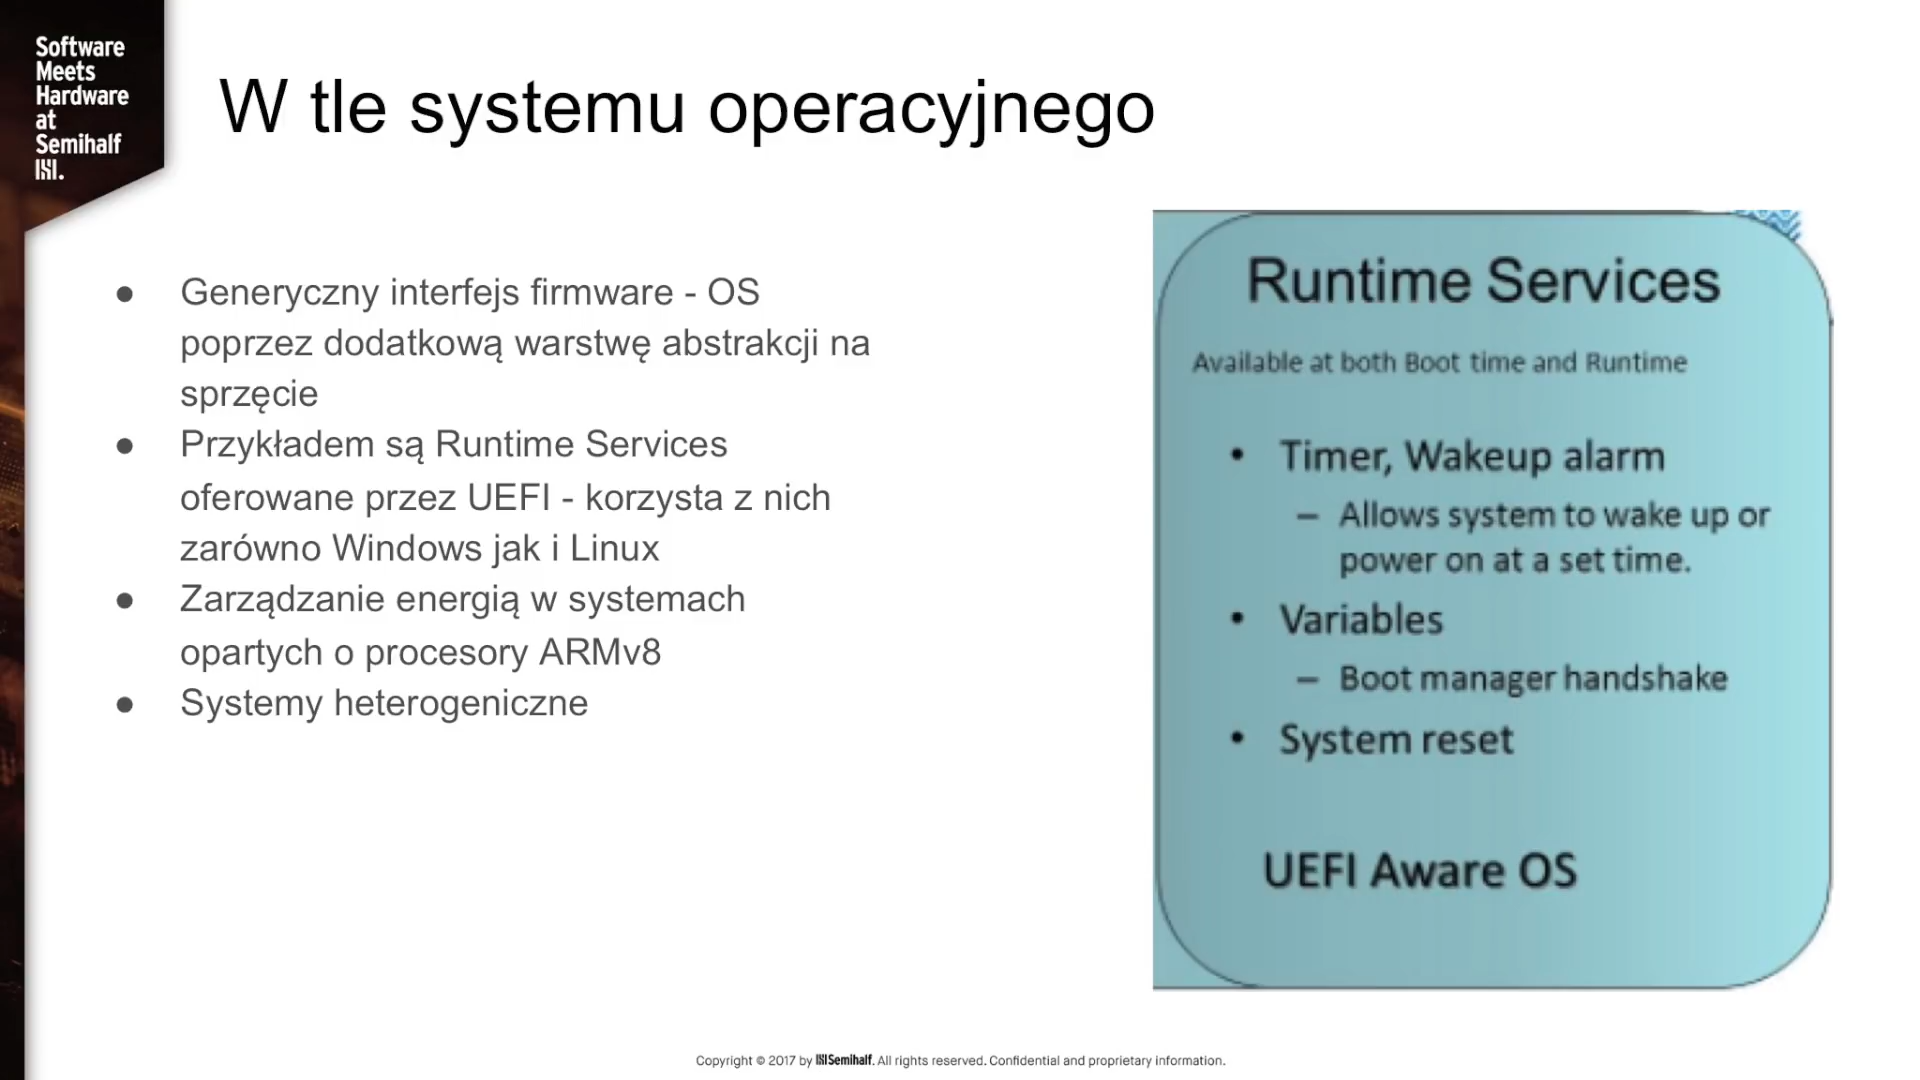 Software
Meets
Hardware
at
Semihalf
W tle systemu operacyjnego
● Generyczny interfejs firmware - OS
poprzez dodatkową warstwę abstrakcji na
sprzęcie
● Przykładem są Runtime Services
oferowane przez UEFI - korzysta z nich
zarówno Windows jak i Linux
● Zarządzanie energią w systemach
opartych o procesory ARMv8
● Systemy heterogeniczne
Runtime Services
Available at both Boot time and Runtime
• Timer, Wakeup alarm
– Allows system to wake up or
power on at a set time.
• Variables
– Boot manager handshake
• System reset
UEFI Aware OS
Copyright © 2017 by Semihalf. All rights reserved. Confidential and proprietary information.